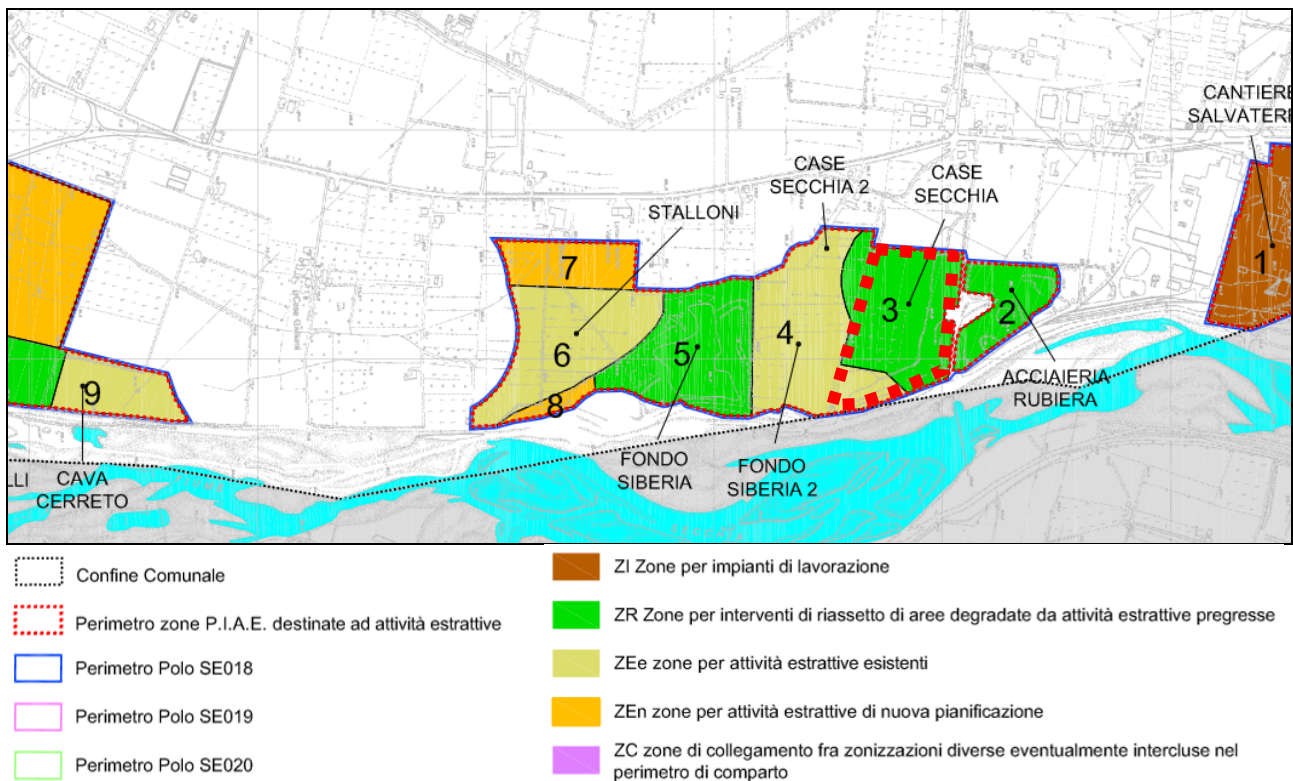 CANTIERE
SALVATERR
CASE
SECCHIA 2
CASE
SECCHIA
STALLONI
7
1
3
2
4
6
5
9
8
ACCIAIERIA
RUBIERA
FONDO
SIBERIA
FONDO
SIBERIA 2
LLI
CAVA
CERRETO
Confine Comunale
Perimetro zone P.I.A.E. destinate ad attività estrattive
Perimetro Polo SE018
Perimetro Polo SE019
Perimetro Polo SE020
ZI Zone per impianti di lavorazione
ZR Zone per interventi di riassetto di aree degradate da attività estrattive pregresse
ZEe zone per attività estrattive esistenti
ZEn zone per attività estrattive di nuova pianificazione
ZC zone di collegamento fra zonizzazioni diverse eventualmente intercluse nel
perimetro di comparto